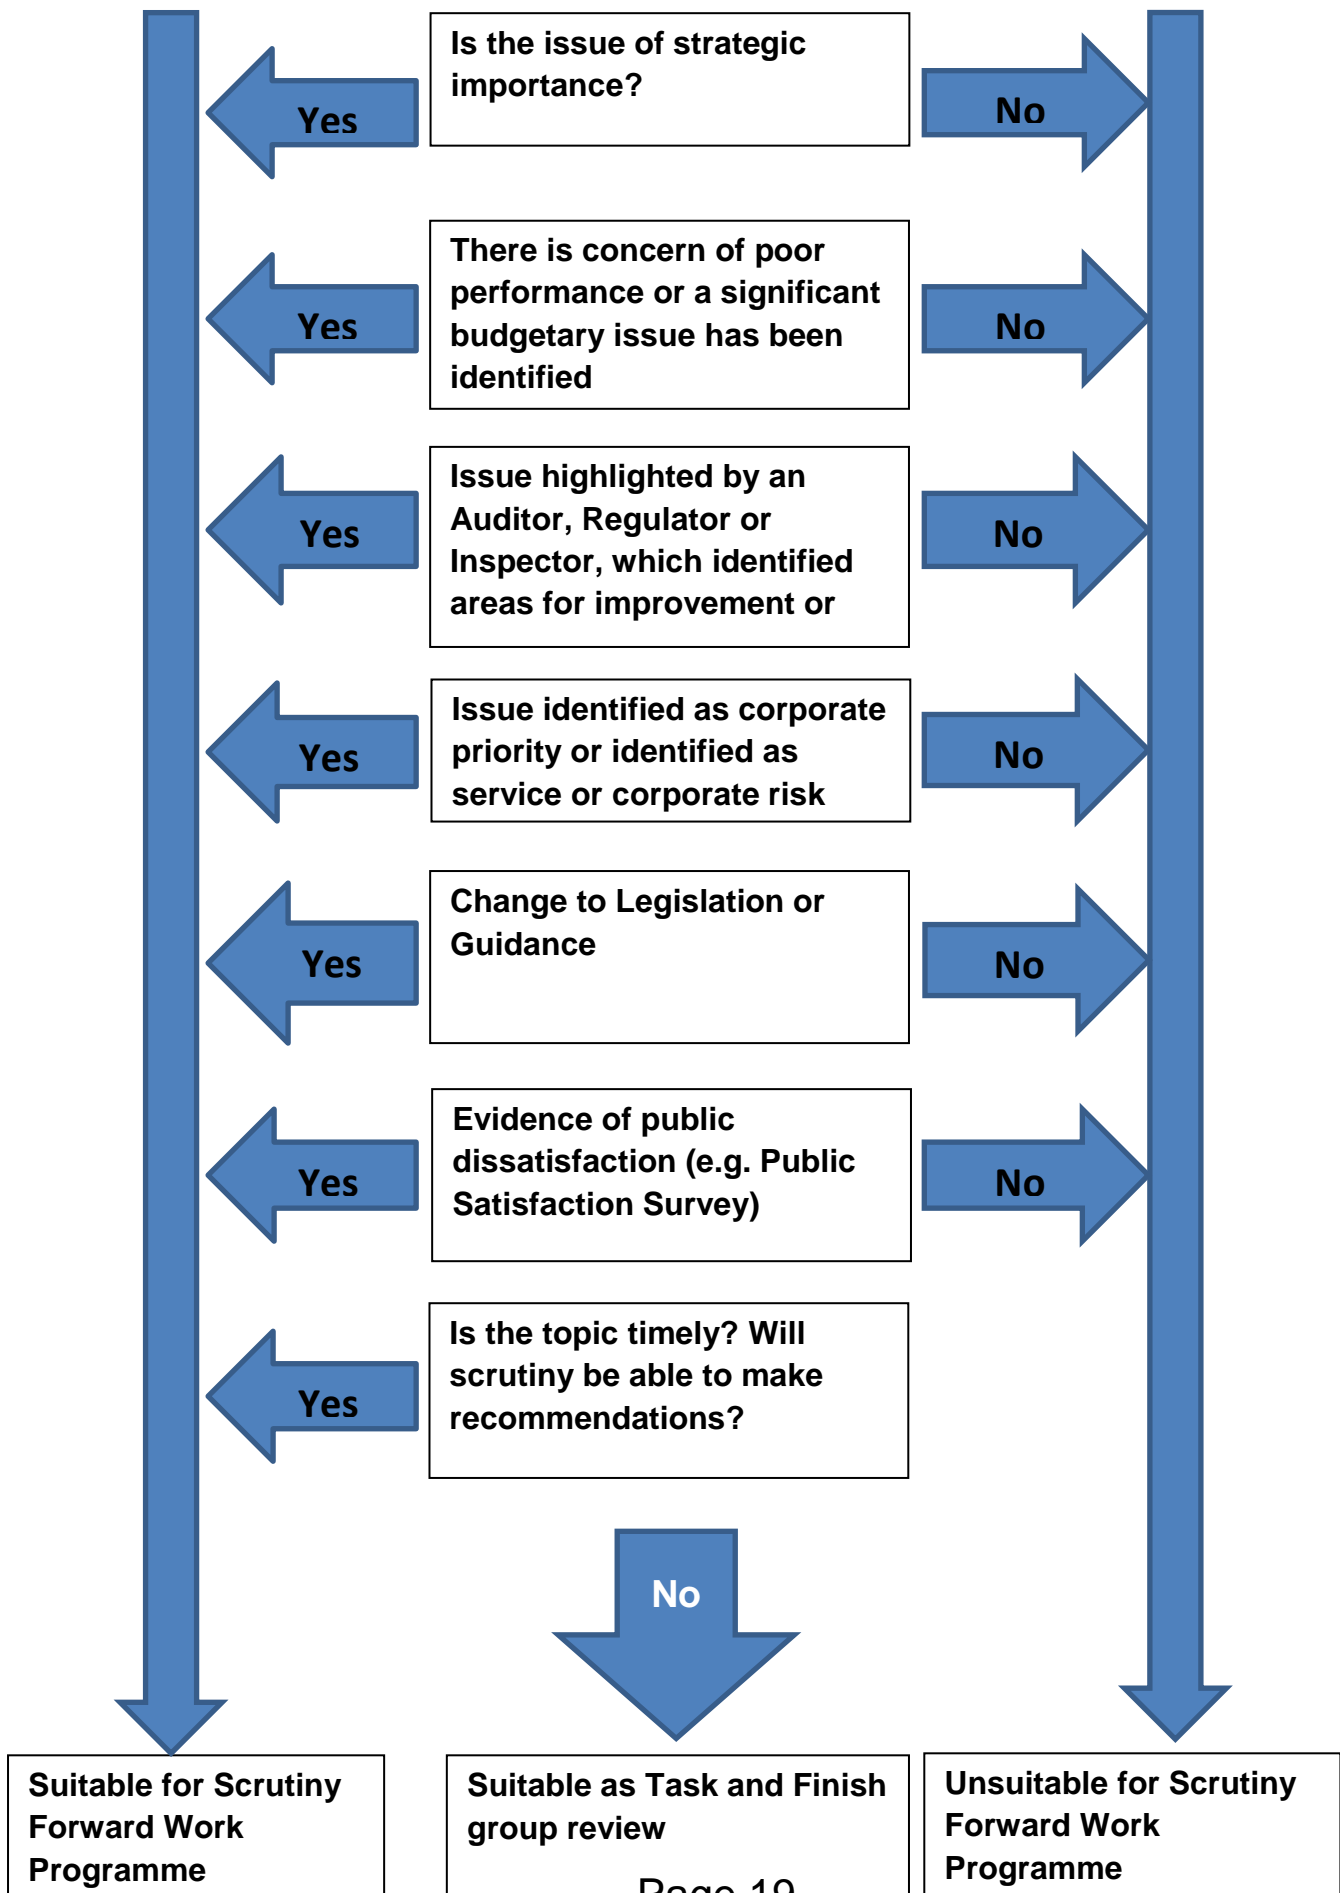 Is the issue of strategic
importance?
Yes
No
There is concern of poor
performance or a significant
budgetary issue has been
identified
Yes
No
Issue highlighted by an
Auditor, Regulator or
Inspector, which identified
areas for improvement or
Yes
No
Issue identified as corporate
priority or identified as
service or corporate risk
Yes
No
Change to Legislation or
Guidance
Yes
No
Evidence of public
dissatisfaction (e.g. Public
Satisfaction Survey)
Yes
No
Is the topic timely? Will
scrutiny be able to make
recommendations?
Yes
No
Suitable for Scrutiny
Forward Work
Programme
Suitable as Task and Finish
group review
Unsuitable for Scrutiny
Forward Work
Programme
Page 19